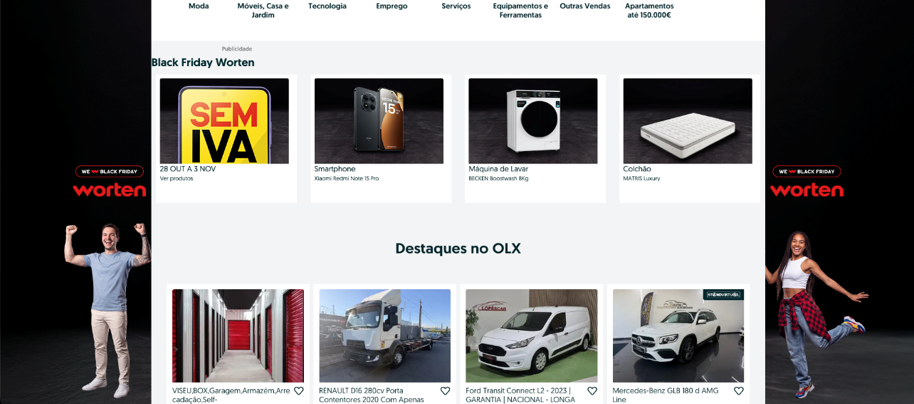 Moda
Móveis, Casa e
Jardim
Tecnologia
Emprego
Serviços
Equipamentos e
Ferramentas
Outras Vendas
Apartamentos
até 150.000€
Publicidade
Black Friday Worten
SEM
IVA
15
28 OUT A 3 NOV
Ver produtos
Smartphone
Xiaomi Redmi Note 15 Pro
Máquina de Lavar
BECKEN Boostwash 8Kg
Colchão
MATRIS Luxury
WE BLACK FRIDAY
worten
WE BLACK FRIDAY
worten
Destaques no OLX
LOPESCAR
VISEU,BOX,Garagem,Armazém,Arre
cadação,Self-
RENAULT D16 280cv Porta
Contentores 2020 Com Apenas
Ford Transit Connect L2 - 2023 |
GARANTIA | NACIONAL - LONGA
Mercedes-Benz GLB 180 d AMG
Line